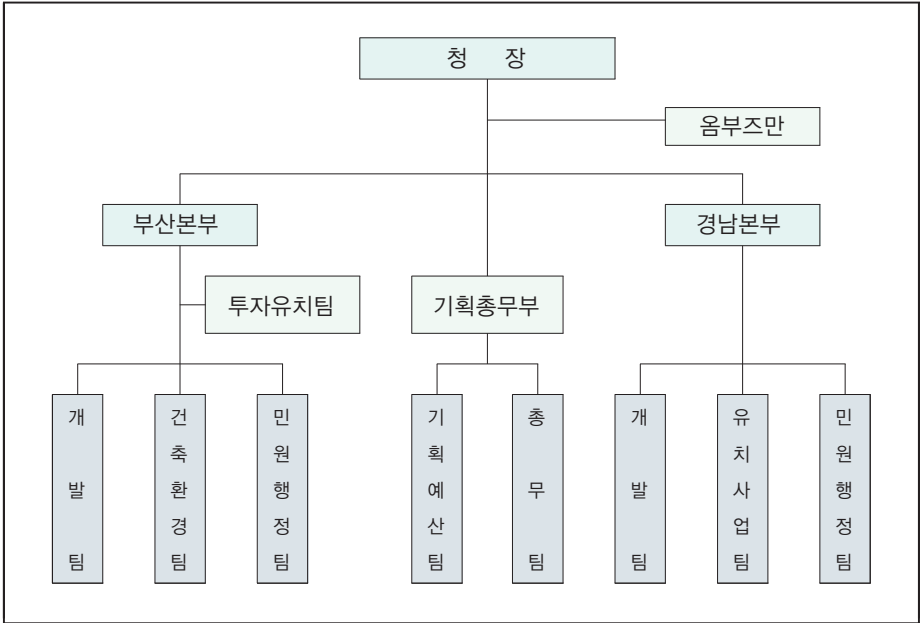 청 장
옴부즈만
부산본부
경남본부
투자유치팀
기획총무부
개발팀
건축환경팀
민원행정팀
기획예산팀
총무팀
개발팀
유치사업팀
민원행정팀